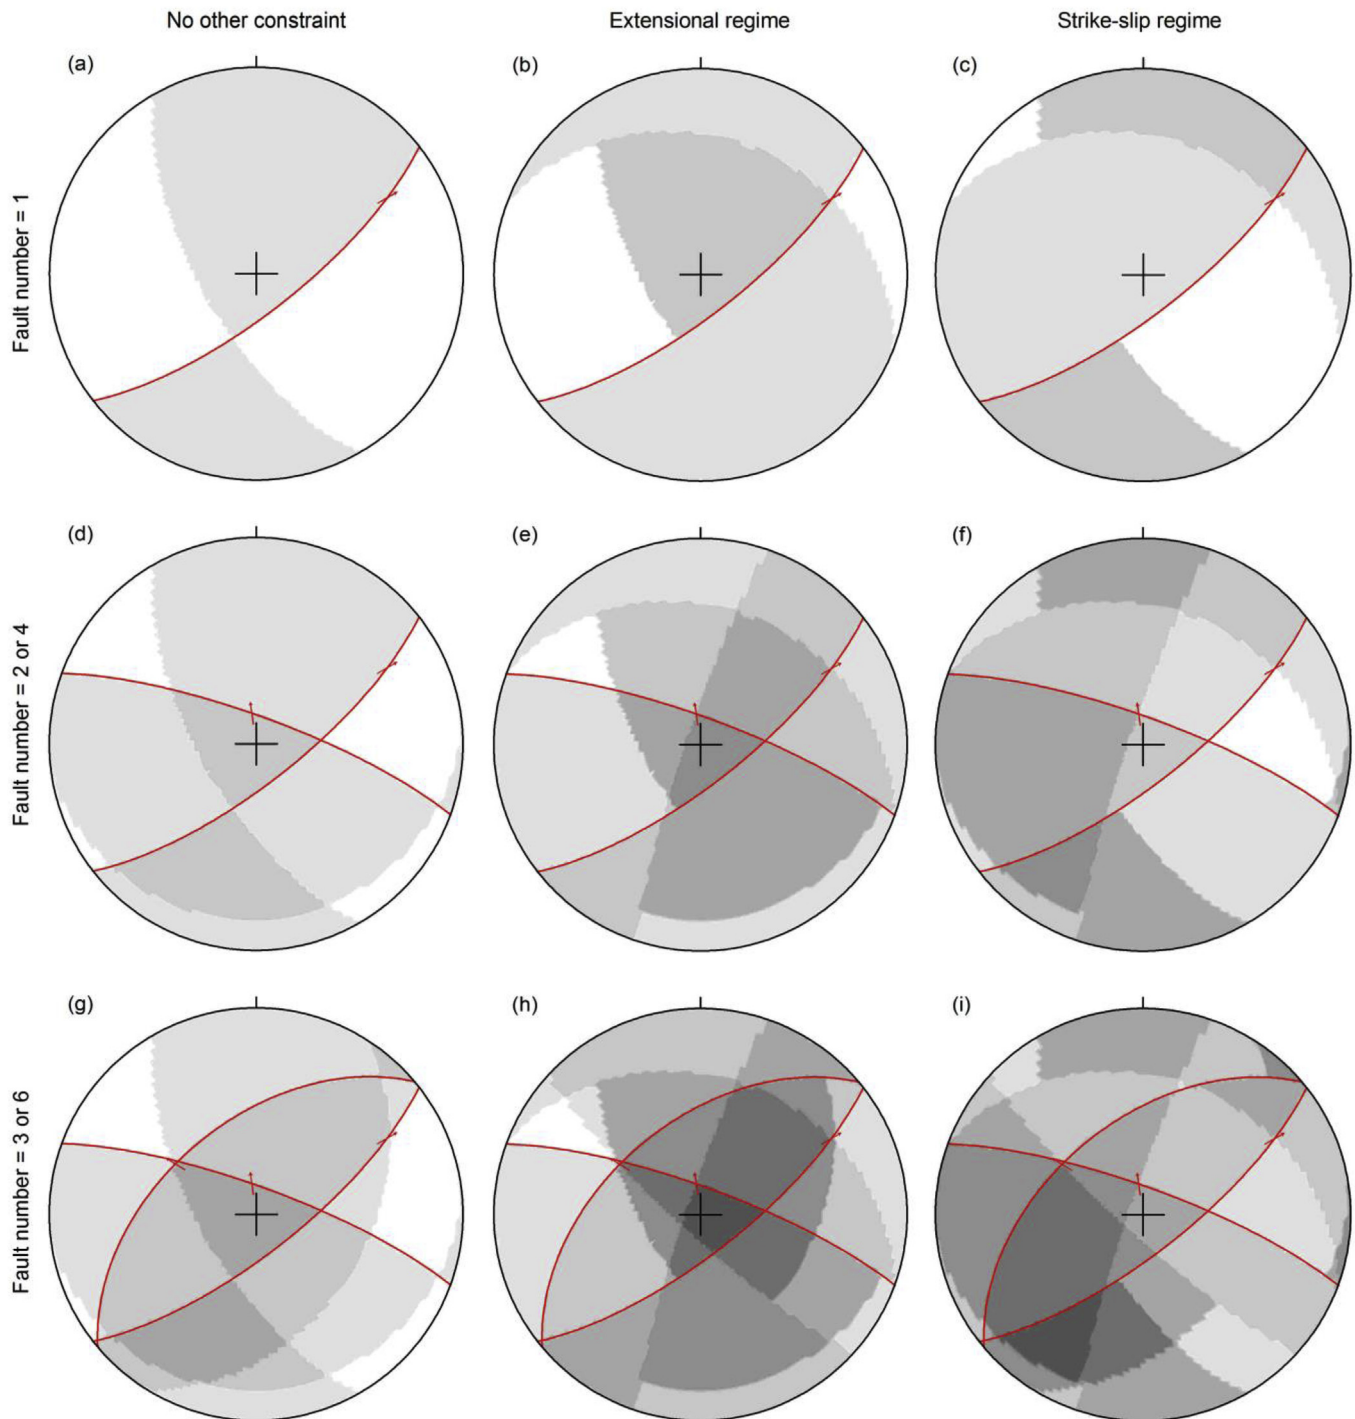 No other constraint
Extensional regime
Strike-slip regime
(a)
(b)
(c)
Fault number = 1
(d)
(e)
(f)
Fault number = 2 or 4
(g)
(h)
(i)
Fault number = 3 or 6